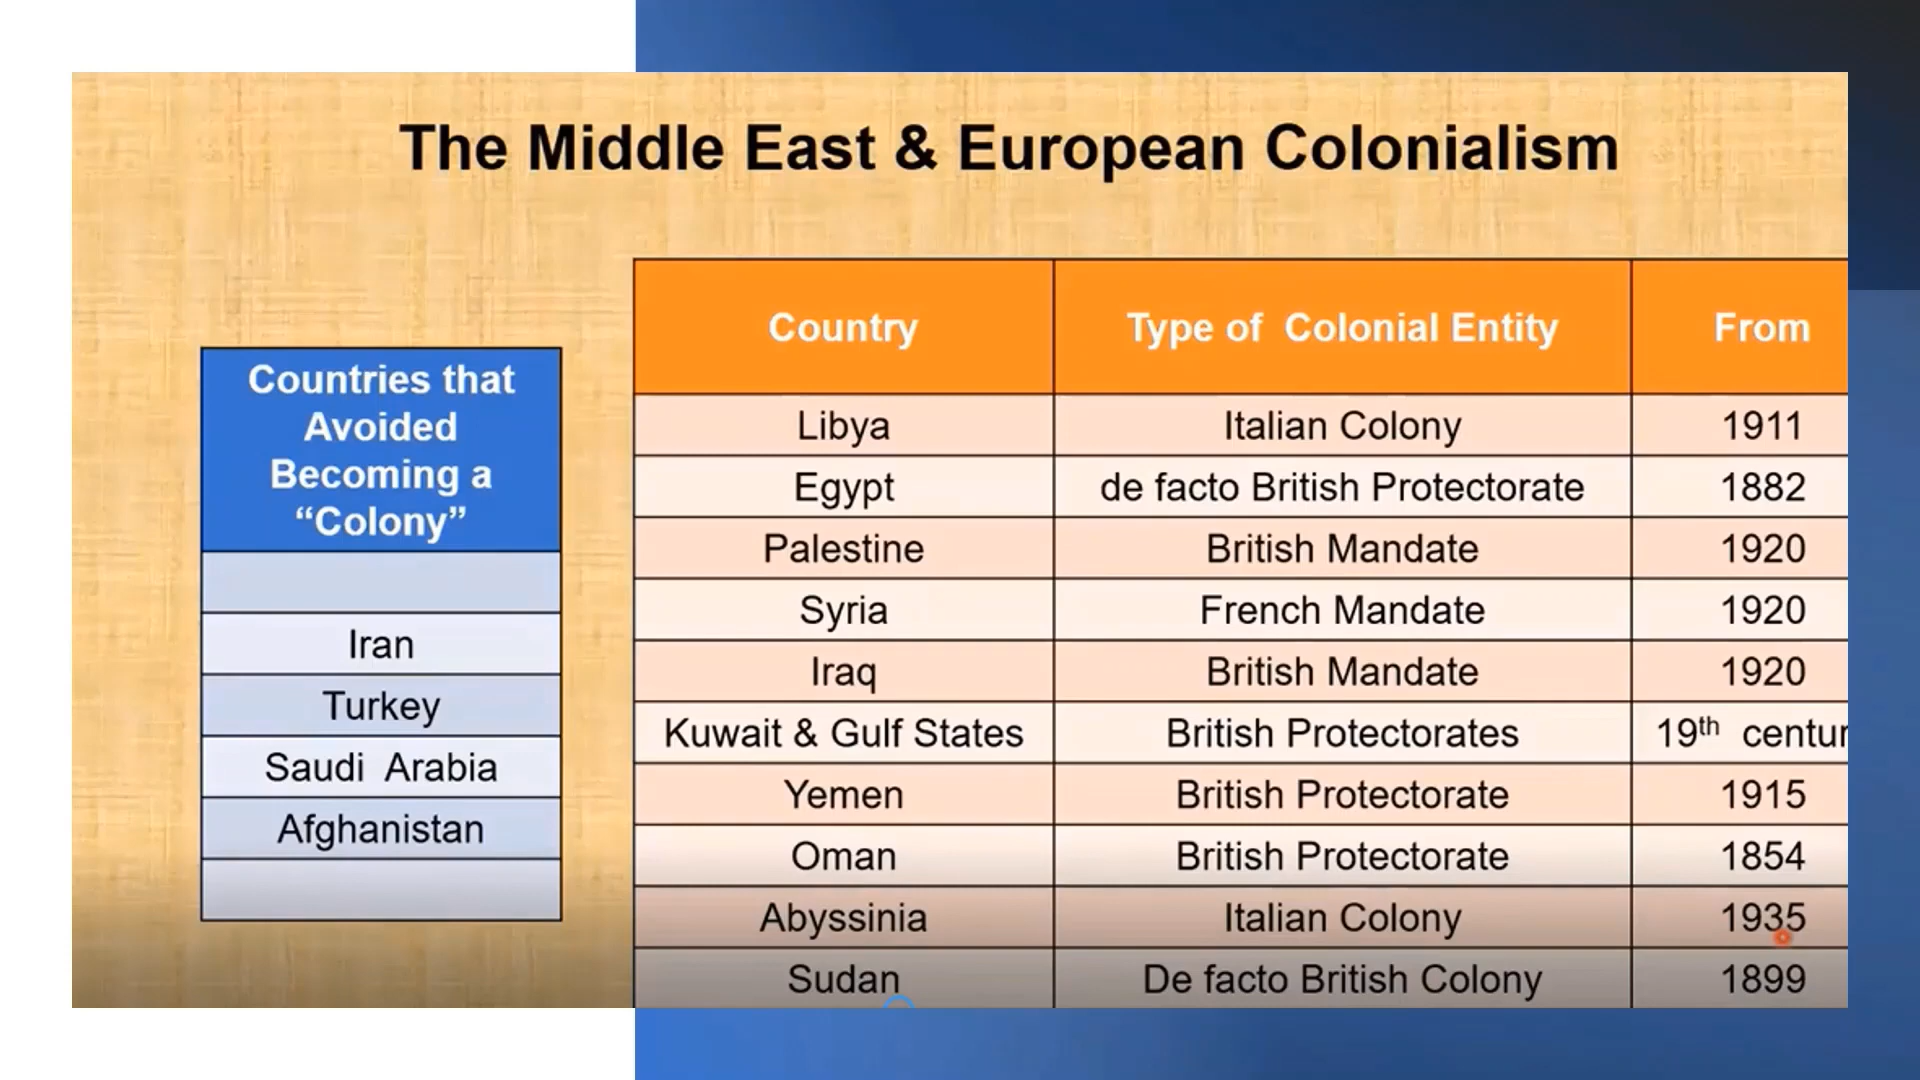 The Middle East & European Colonialism
Countries that
Avoided
Becoming a
“Colony”
Iran
Turkey
Saudi Arabia
Afghanistan
Country Type of Colonial Entity From
Libya Italian Colony 1911
Egypt de facto British Protectorate 1882
Palestine British Mandate 1920
Syria French Mandate 1920
Iraq British Mandate 1920
Kuwait & Gulf States British Protectorates 19th centur
Yemen British Protectorate 1915
Oman British Protectorate 1854
Abyssinia Italian Colony 1935
Sudan De facto British Colony 1899